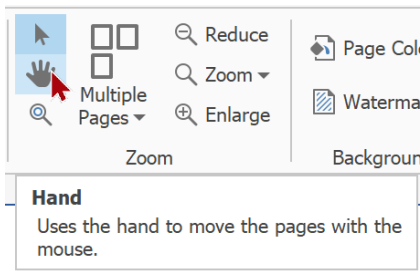 Reduce
Page Col
Zoom
Multiple
Pages
Enlarge
Waterma
Zoom
Backgroun
Hand
Uses the hand to move the pages with the
mouse.